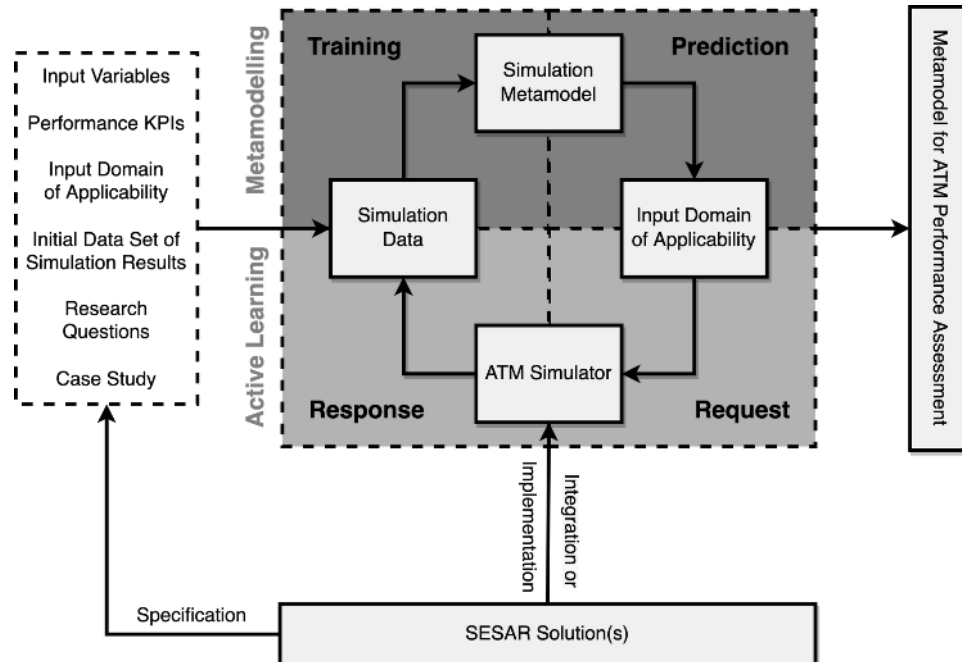 Input Variables
Performance KPIs
Input Domain
of Applicability
Initial Data Set of
Simulation Results
Research
Questions
Case Study
Metamodelling
Active Learning
Training
Prediction
Simulation
Metamodel
Simulation
Data
Input Domain
of Applicability
ATM Simulator
Response
Request
Metamodel for ATM Performance Assessment
Integration or
Implementation
Specification
SESAR Solution(s)